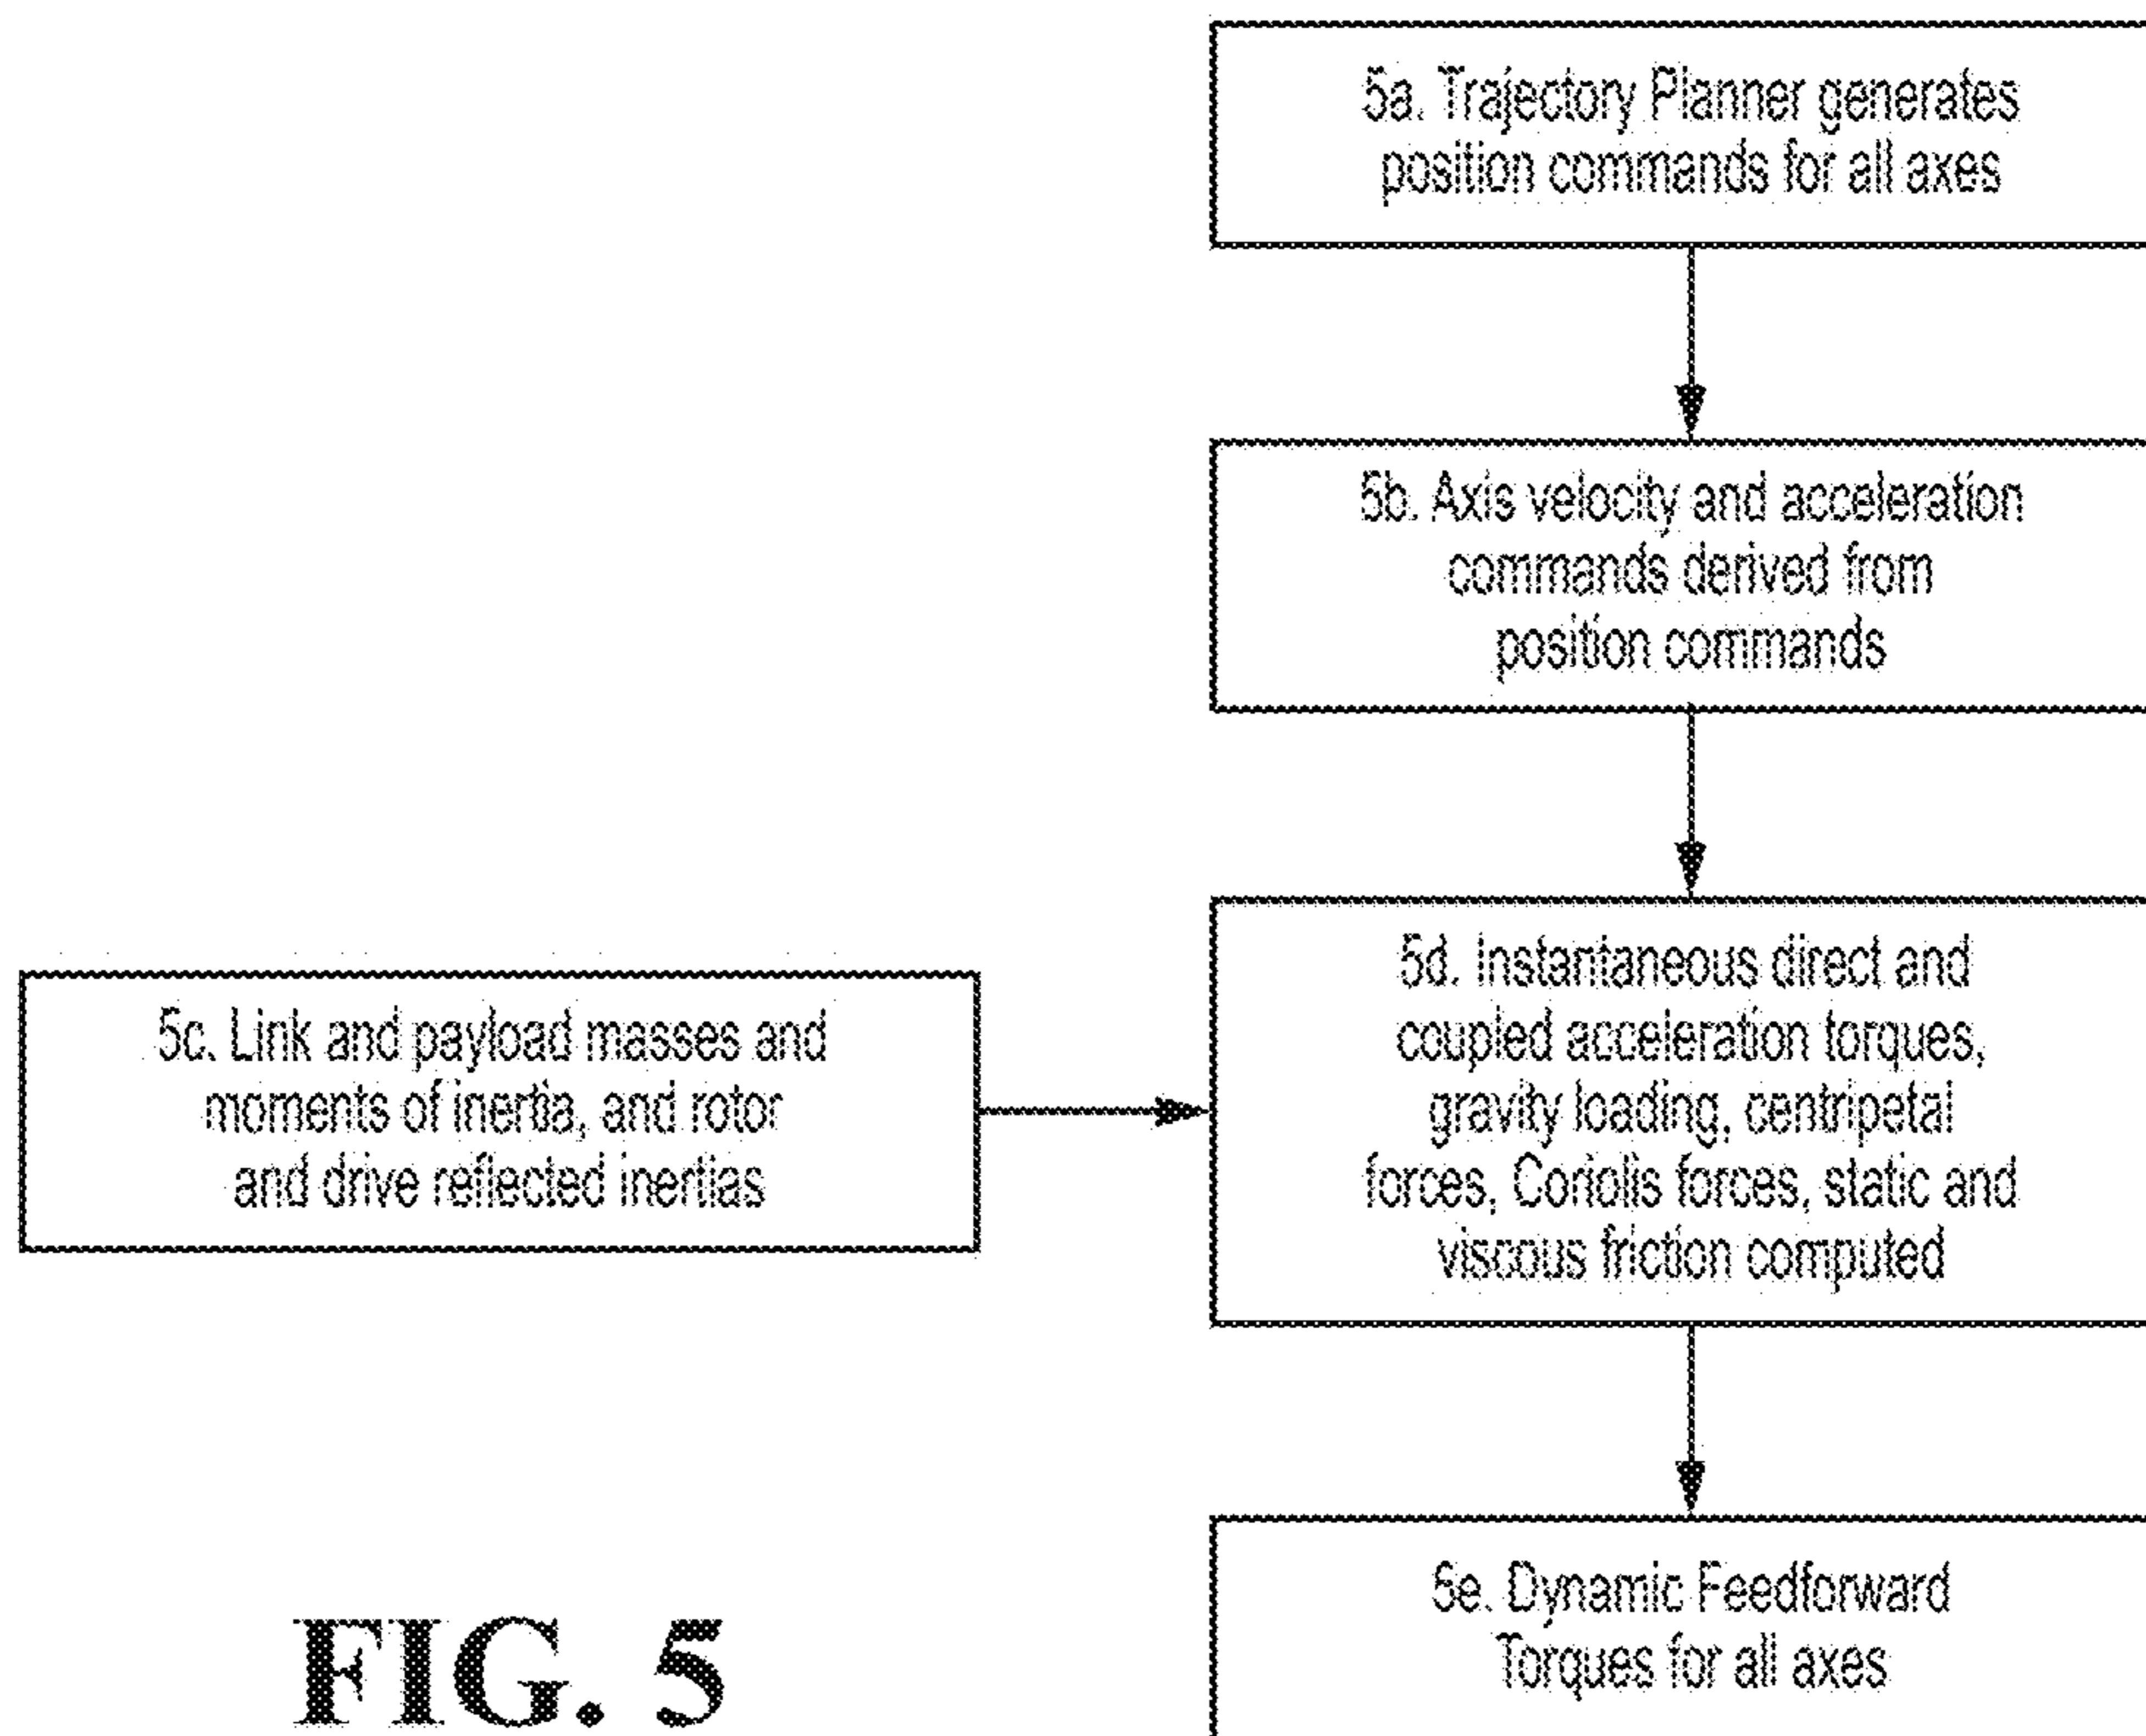 5a. Trajectory Planner generates
position commands for all axes
5b. Axis velocity and acceleration
commands derived from
position commands
5c. Link and payload masses and
moments of inertia, and rotor
and drive reflected inertias
5d. Instantaneous direct and
coupled acceleration torques,
gravity loading, centripetal
forces, Coriolis forces, static and
viscous friction computed
5e. Dynamic Feedforward
Torques for all axes
FIG. 5